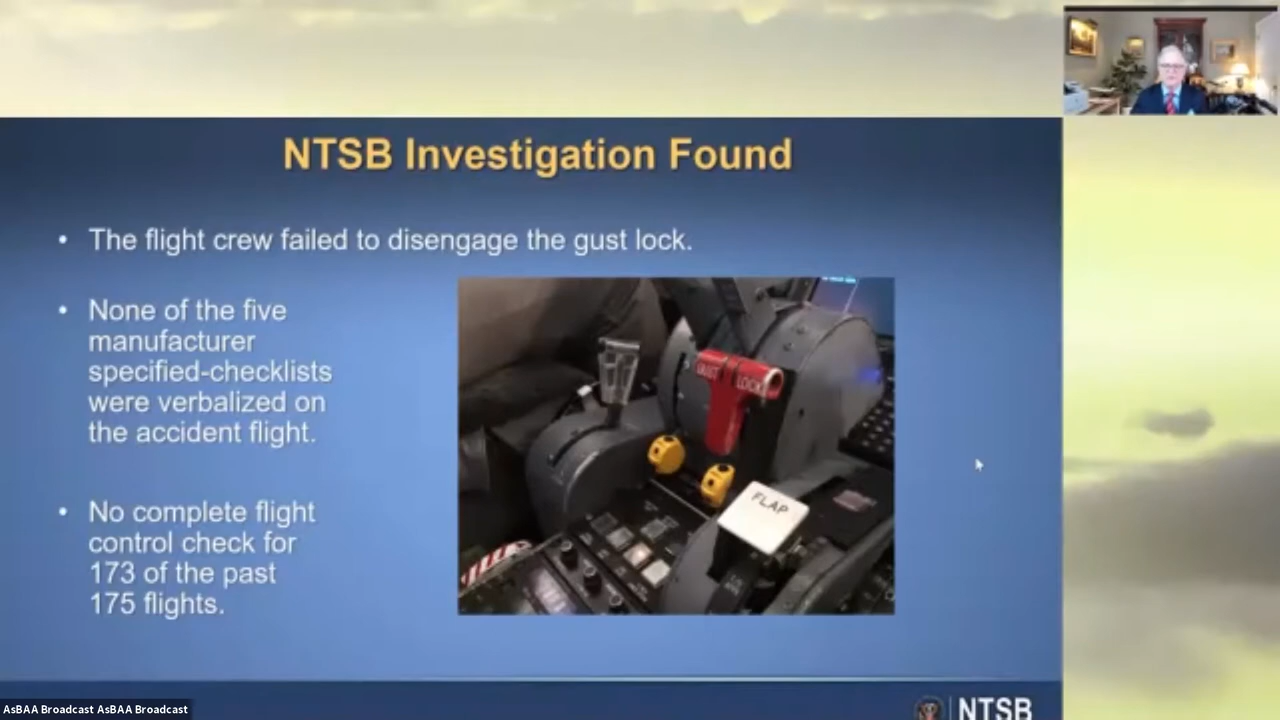 NTSB Investigation Found
• The flight crew failed to disengage the gust lock.
• None of the five
manufacturer
specified-checklists
were verbalized on
the accident flight.
• No complete flight
control check for
173 of the past
175 flights.
GUST LOCK
FLAP
NTSB
AsBAA Broadcast AsBAA Broadcast